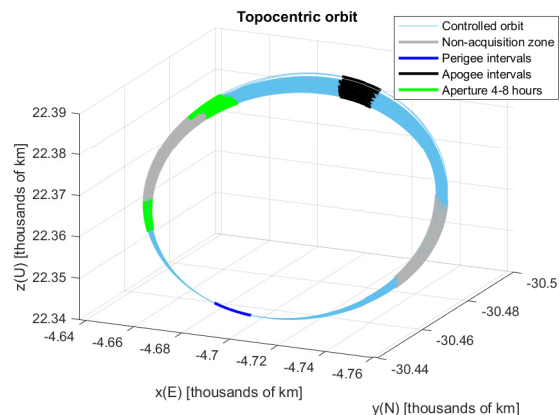 Topocentric orbit
Controlled orbit
Non-acquisition zone
Perigee intervals
Apogee intervals
Aperture 4-8 hours
22.39
22.38
22.37
22.36
22.35
22.34
z(U) [thousands of km]
-4.64
-4.66
-4.68
-4.7
-4.72
-4.74
-4.76
x(E) [thousands of km]
-30.5
-30.48
-30.46
-30.44
y(N) [thousands of km]